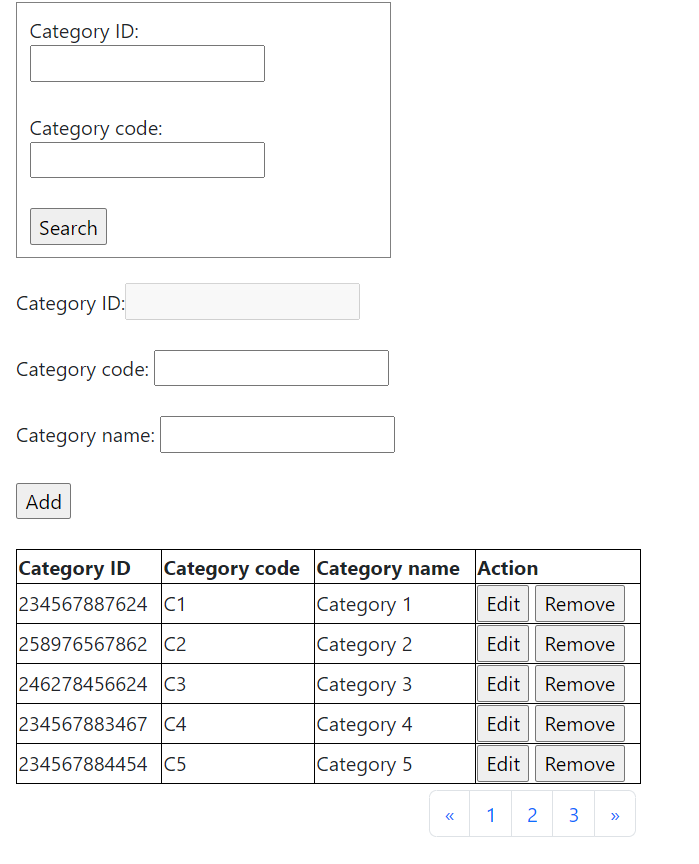 Category ID:
Category code:
Search
Category ID:
Category code:
Category name:
Add
Category ID Category code Category name Action
234567887624 C1 Category 1 Edit Remove
258976567862 C2 Category 2 Edit Remove
246278456624 C3 Category 3 Edit Remove
234567883467 C4 Category 4 Edit Remove
234567884454 C5 Category 5 Edit Remove
« 1 2 3 »